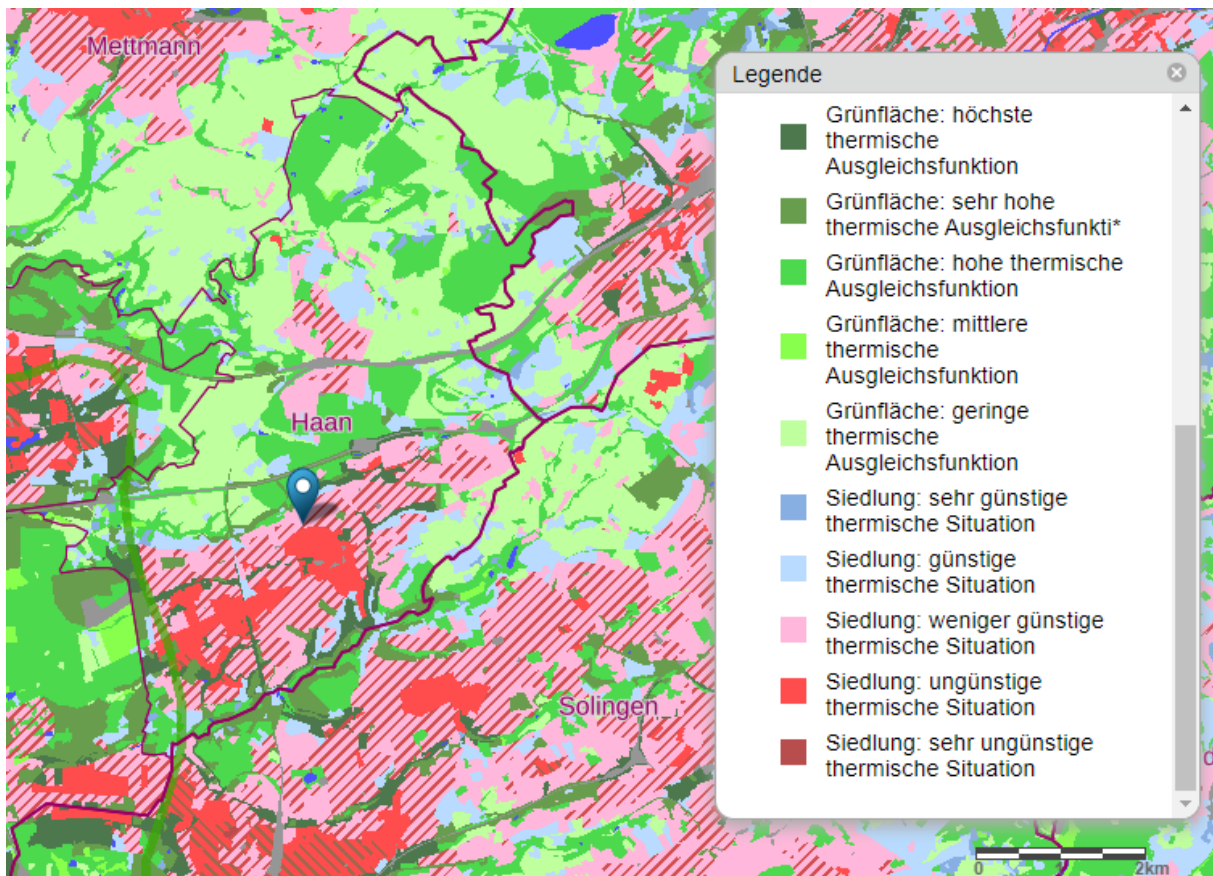 Mettmann
Haan
Solingen
Legende
Grünfläche: höchste
thermische
Ausgleichsfunktion
Grünfläche: sehr hohe
thermische Ausgleichsfunkti*
Grünfläche: hohe thermische
Ausgleichsfunktion
Grünfläche: mittlere
thermische
Ausgleichsfunktion
Grünfläche: geringe
thermische
Ausgleichsfunktion
Siedlung: sehr günstige
thermische Situation
Siedlung: günstige
thermische Situation
Siedlung: weniger günstige
thermische Situation
Siedlung: ungünstige
thermische Situation
Siedlung: sehr ungünstige
thermische Situation
0 2km